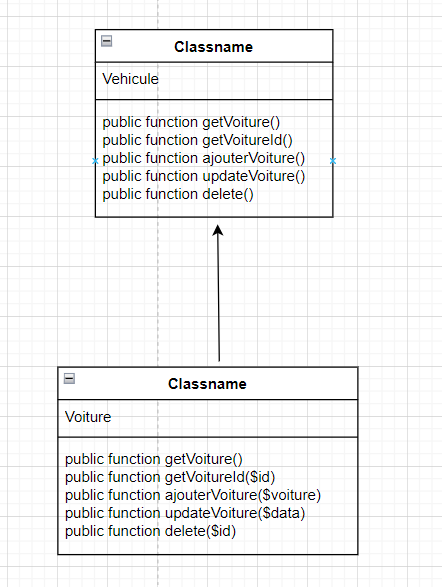 Classname
Vehicule
public function getVoiture()
public function getVoitureId()
public function ajouterVoiture()
public function updateVoiture()
public function delete()
Classname
Voiture
public function getVoiture()
public function getVoitureId($id)
public function ajouterVoiture($voiture)
public function updateVoiture($data)
public function delete($id)